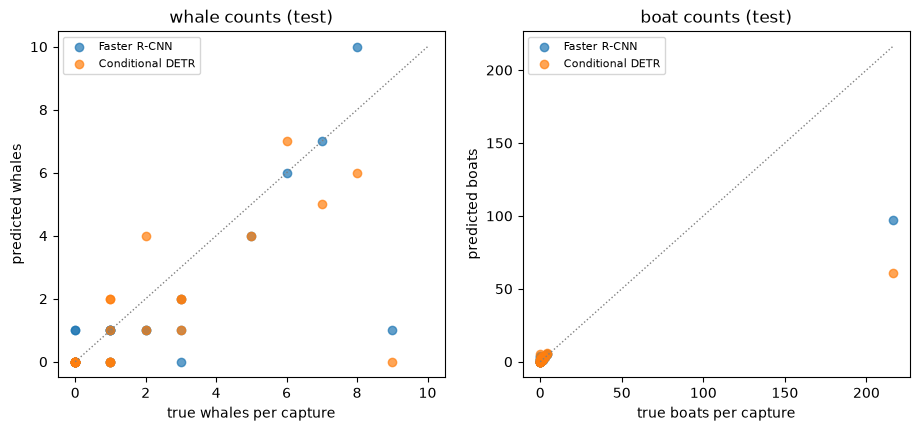 whale counts (test)
Faster R-CNN
Conditional DETR
predicted whales
10
8
6
4
2
0
0
2
4
6
8
10
true whales per capture
boat counts (test)
Faster R-CNN
Conditional DETR
predicted boats
200
150
100
50
0
0
50
100
150
200
true boats per capture